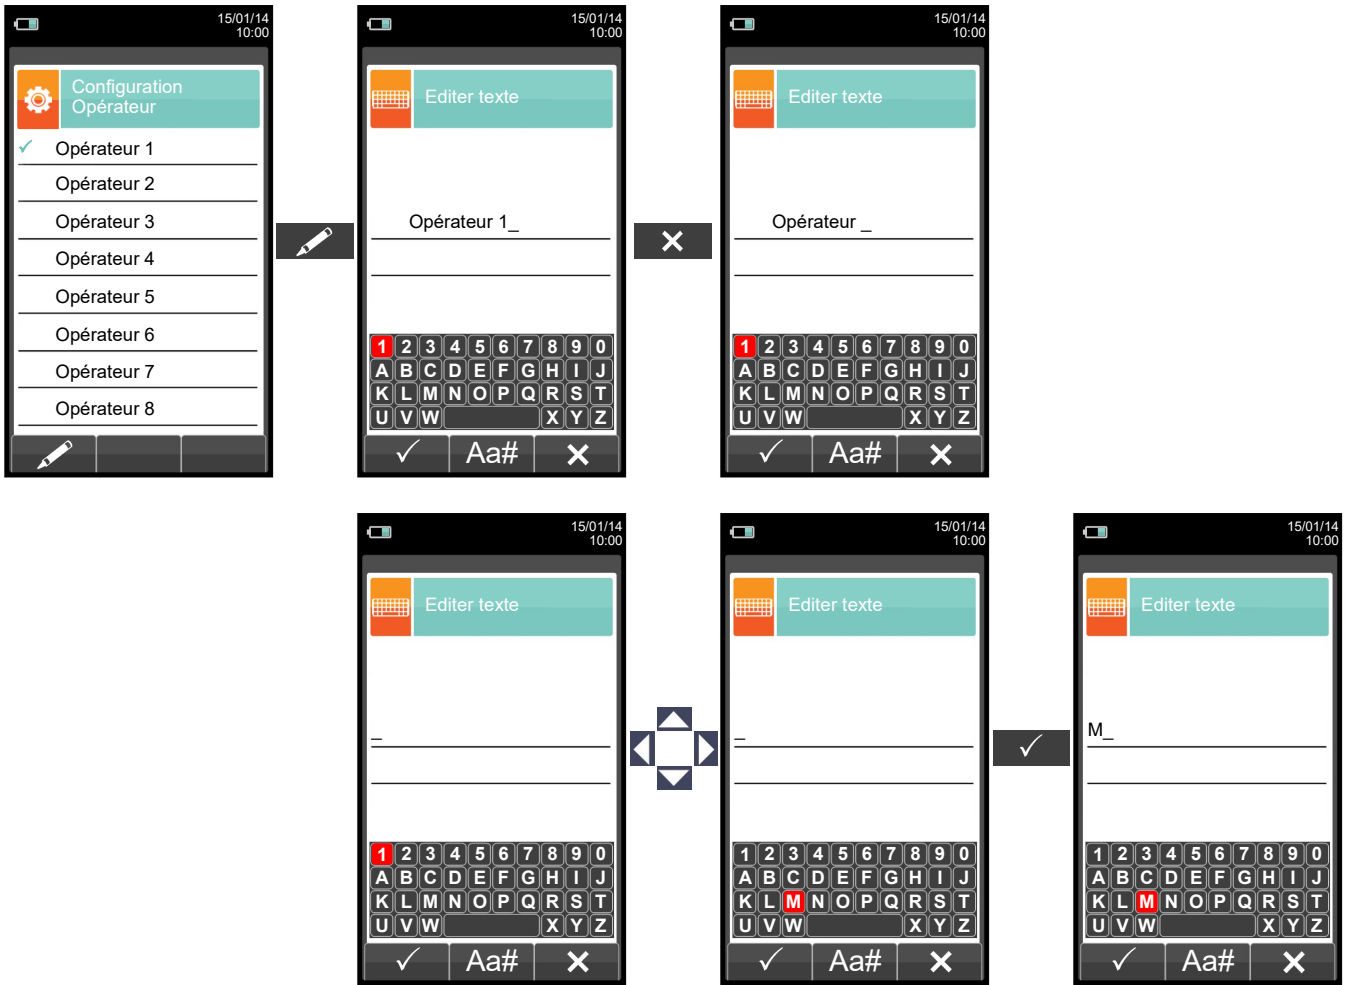 15/01/14
10:00
Configuration
Opérateur
Opérateur 1
Opérateur 2
Opérateur 3
Opérateur 4
Opérateur 5
Opérateur 6
Opérateur 7
Opérateur 8
15/01/14
10:00
Editer texte
Opérateur 1_
1 2 3 4 5 6 7 8 9 0
A B C D E F G H I J
K L M N O P Q R S T
U V W X Y Z
Aa#
15/01/14
10:00
Editer texte
Opérateur _
1 2 3 4 5 6 7 8 9 0
A B C D E F G H I J
K L M N O P Q R S T
U V W X Y Z
Aa#
15/01/14
10:00
Editer texte
_
1 2 3 4 5 6 7 8 9 0
A B C D E F G H I J
K L M N O P Q R S T
U V W X Y Z
Aa#
15/01/14
10:00
Editer texte
_
1 2 3 4 5 6 7 8 9 0
A B C D E F G H I J
K L M N O P Q R S T
U V W X Y Z
Aa#
15/01/14
10:00
Editer texte
M_
1 2 3 4 5 6 7 8 9 0
A B C D E F G H I J
K L M N O P Q R S T
U V W X Y Z
Aa#